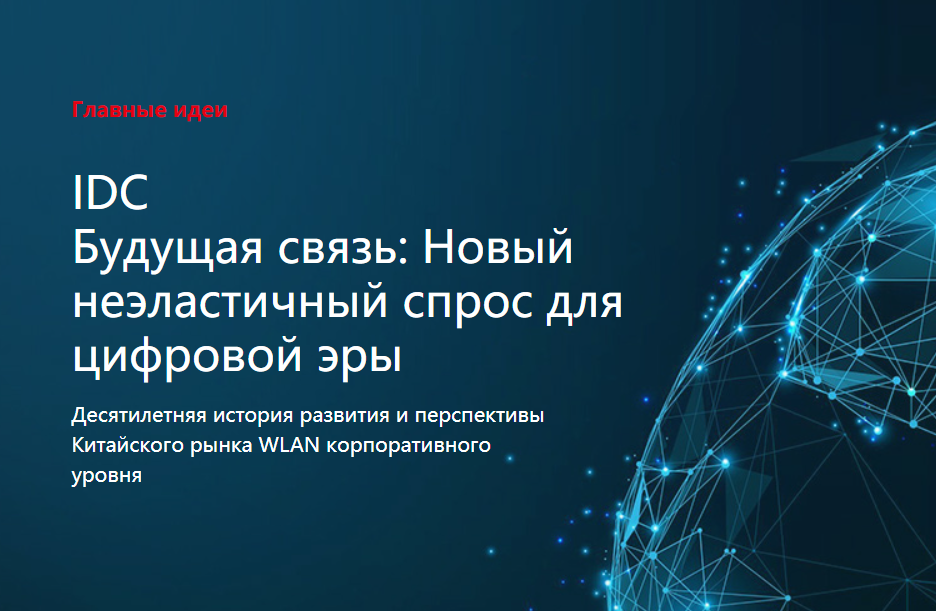 Главные идеи
IDC
Будущая связь: Новый
неэластичный спрос для
цифровой эры
Десятилетняя история развития и перспективы
Китайского рынка WLAN корпоративного
уровня